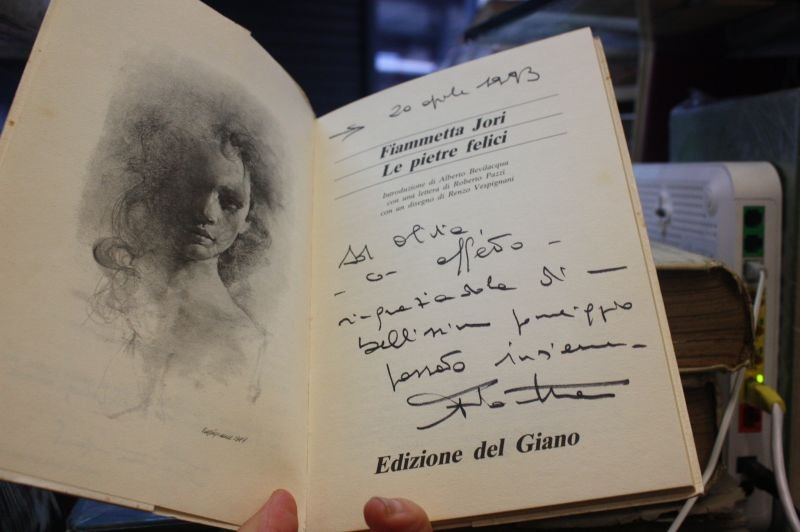 20 aprile 1993
Fiammetta Jori
Le pietre felici
Introduzione di Alberto Bevilacqua
con una lettera di Roberto Pazzi
con un disegno di Renzo Vespignani
Ad Olivia,
- con affetto -
ringraziandola di
bellissimo pomeriggio
passato insieme
Edizione del Giano